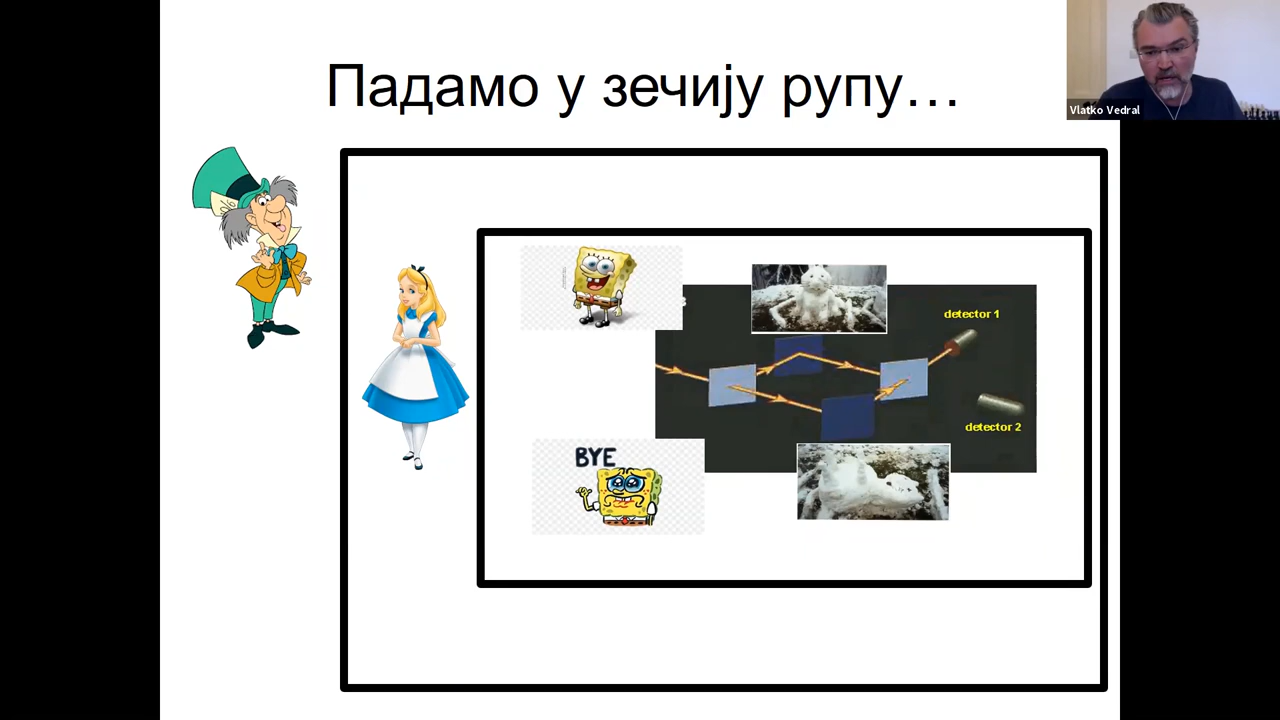 Падамо у зечију рупу…
Vlatko Vedral
detector 1
detector 2
BYE